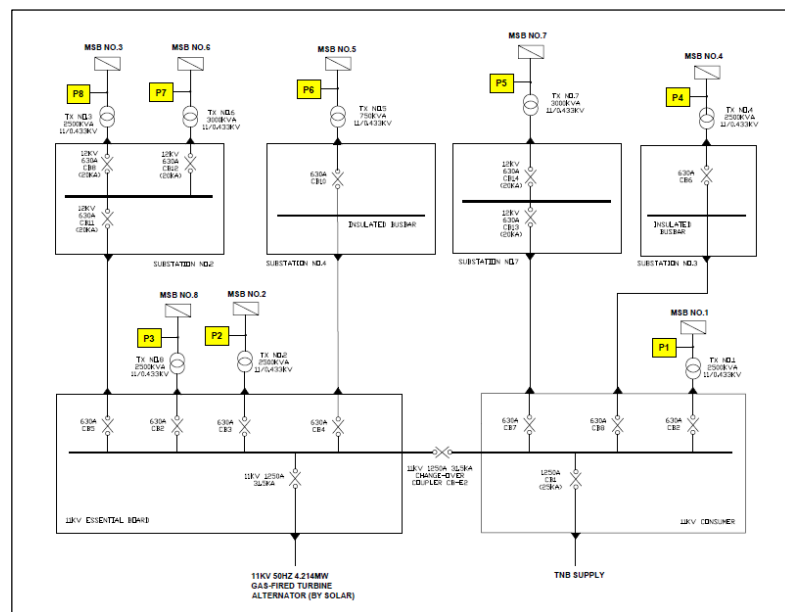 MSB NO.3
MSB NO.6
MSB NO.5
MSB NO.7
MSB NO.4
P8
P7
P6
P5
P4
TX NO.3
2500KVA
11/0.433KV
TX NO.6
3000KVA
11/0.433KV
TX NO.5
750KVA
11/0.433KV
TX NO.7
3000KVA
11/0.433KV
TX NO.4
2500KVA
11/0.433KV
12KV
630A
CB8
(20KA)
12KV
630A
CB12
(20KA)
630A
CB10
12KV
630A
CB14
(20KA)
630A
CB6
12KV
630A
CB11
(20KA)
INSULATED BUSBAR
12KV
630A
CB13
(20KA)
INSULATED
BUSBAR
SUBSTATION NO.2
SUBSTATION NO.4
SUBSTATION NO.7
SUBSTATION NO.3
MSB NO.8
MSB NO.2
MSB NO.1
P3
P2
P1
TX NO.8
2500KVA
11/0.433KV
TX NO.2
2500KVA
11/0.433KV
TX NO.1
2500KVA
11/0.433KV
630A
CB5
630A
CB2
630A
CB3
630A
CB4
630A
CB7
630A
CB8
630A
CB2
11KV 1250A
31.5KA
11KV 1250A 31.5KA
CHANGE-OVER
COUPLER CB-E2
1250A
CB1
(25KA)
11KV ESSENTIAL BOARD
11KV CONSUMER
11KV 50HZ 4.214MW
GAS-FIRED TURBINE
ALTERNATOR (BY SOLAR)
TNB SUPPLY